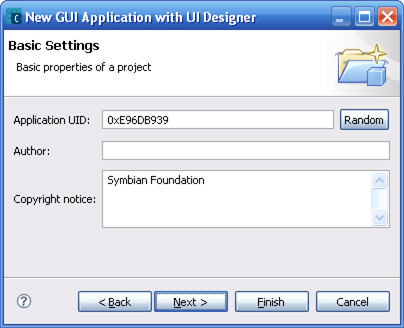 New GUI Application with UI Designer
Basic Settings
Basic properties of a project
Application UID: 0xE96DB939 Random
Author:
Symbian Foundation
Copyright notice:
? < Back Next > Finish Cancel